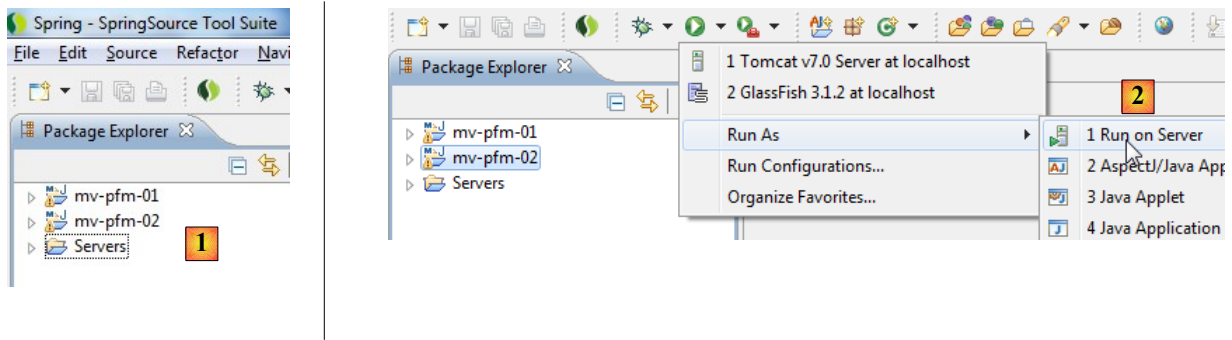 Spring - SpringSource Tool Suite
File Edit Source Refactor Navi
Package Explorer
mv-pfm-01
mv-pfm-02
Servers
1
Package Explorer
mv-pfm-01
mv-pfm-02
Servers
1 Tomcat v7.0 Server at localhost
2 GlassFish 3.1.2 at localhost
Run As
Run Configurations...
Organize Favorites...
2
1 Run on Server
2 AspectJ/Java App
3 Java Applet
4 Java Application